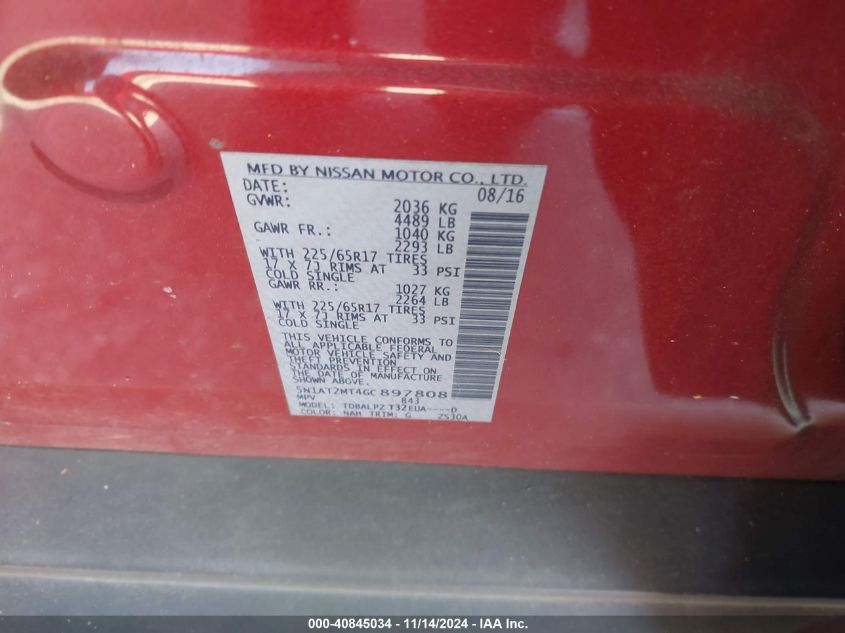 MFD BY NISSAN MOTOR CO., LTD.
DATE: 08/16
GVWR: 2036 KG
4489 LB
GAWR FR.: 1040 KG
2293 LB
WITH 225/65R17 TIRES
17 X 7J RIMS AT 33 PSI
COLD SINGLE
GAWR RR.: 1027 KG
2264 LB
WITH 225/65R17 TIRES
17 X 7J RIMS AT 33 PSI
COLD SINGLE
THIS VEHICLE CONFORMS TO
ALL APPLICABLE FEDERAL
MOTOR VEHICLE SAFETY AND
THEFT PREVENTION
STANDARDS IN EFFECT ON
THE DATE OF MANUFACTURE
SHOWN ABOVE.
5N1AT2MT4GC897808
MPV 843
MODEL: TDBALPZ T32EUA----D
COLOR: NAH TRIM: G 2S30A
000-40845034 - 11/14/2024 - IAA Inc.